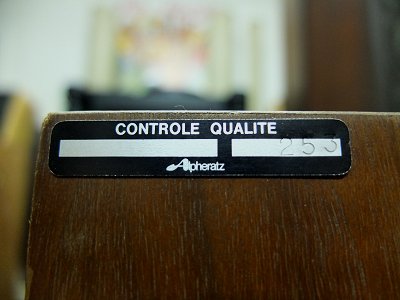 CONTROLE QUALITE
253
Alpheratz